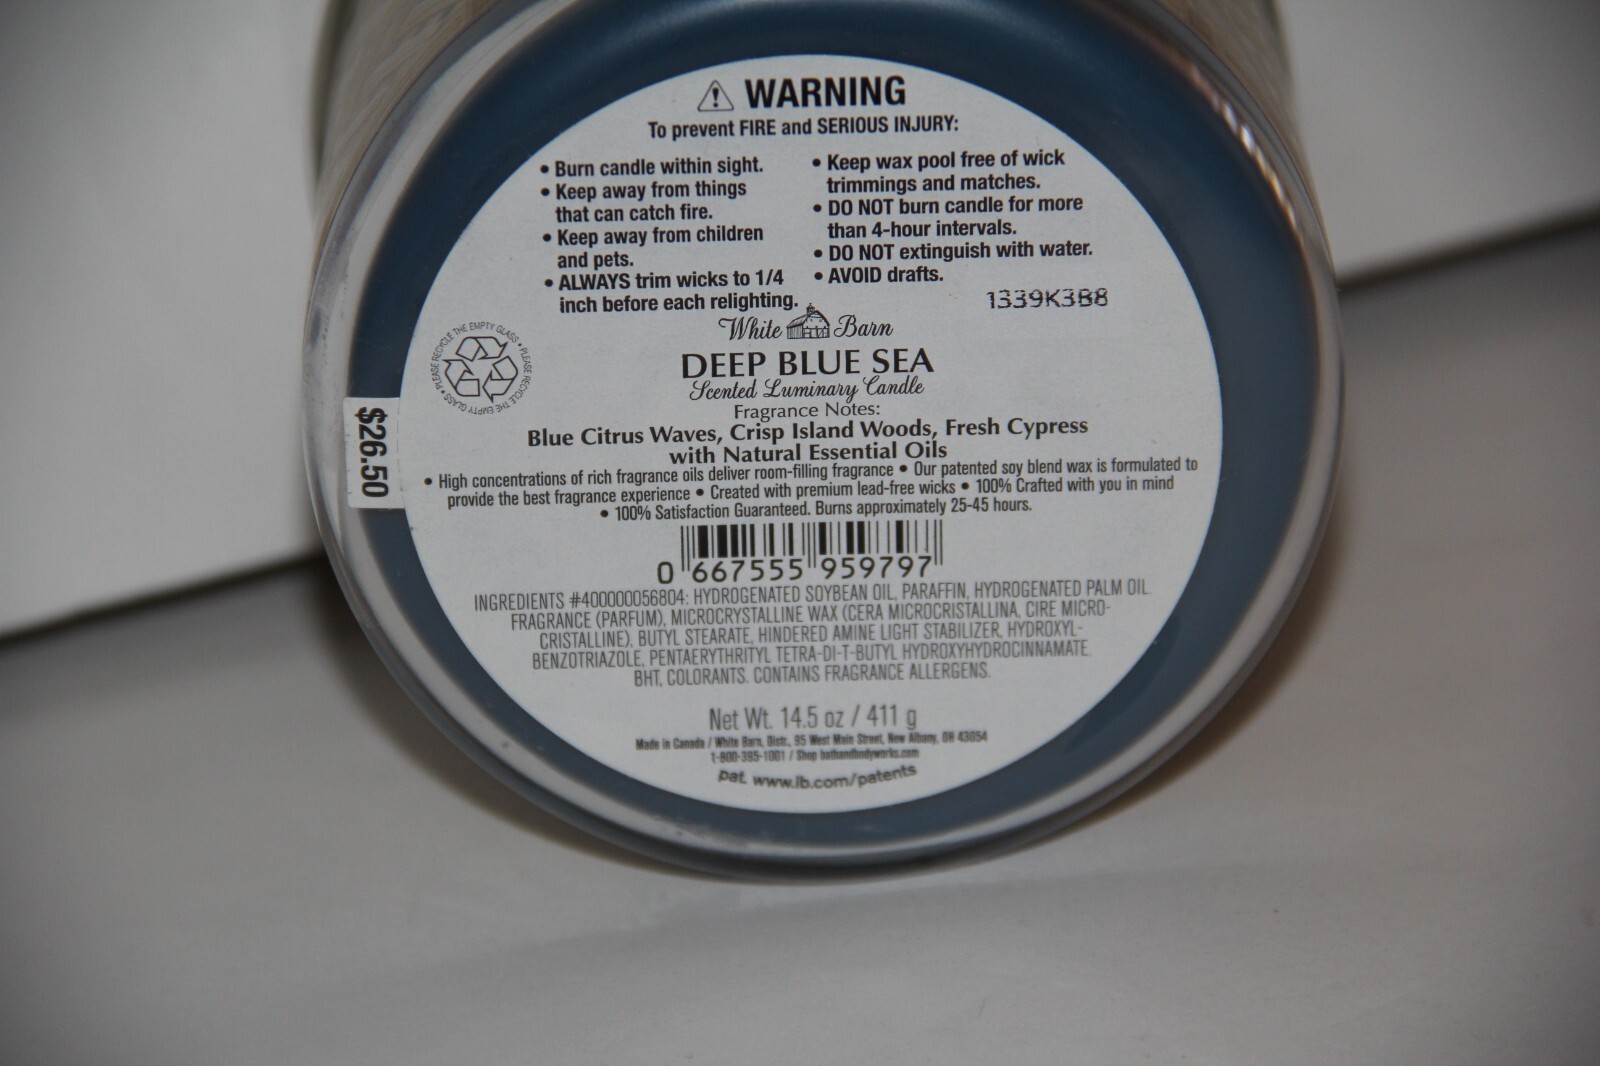 WARNING
To prevent FIRE and SERIOUS INJURY:
• Burn candle within sight.
• Keep away from things
that can catch fire.
• Keep away from children
and pets.
• ALWAYS trim wicks to 1/4
inch before each relighting.
• Keep wax pool free of wick
trimmings and matches.
• DO NOT burn candle for more
than 4-hour intervals.
• DO NOT extinguish with water.
• AVOID drafts.
1339K3B8
PLEASE RECYCLE THE EMPTY GLASS • PLEASE RECYCLE THE EMPTY GLASS •
$26.50
White Barn
DEEP BLUE SEA
Scented Luminary Candle
Fragrance Notes:
Blue Citrus Waves, Crisp Island Woods, Fresh Cypress
with Natural Essential Oils
• High concentrations of rich fragrance oils deliver room-filling fragrance • Our patented soy blend wax is formulated to
provide the best fragrance experience • Created with premium lead-free wicks • 100% Crafted with you in mind
• 100% Satisfaction Guaranteed. Burns approximately 25-45 hours.
0 667555 959797
INGREDIENTS #400000056804: HYDROGENATED SOYBEAN OIL, PARAFFIN, HYDROGENATED PALM OIL
FRAGRANCE (PARFUM), MICROCRYSTALLINE WAX (CERA MICROCRISTALLINA, CIRE MICRO-
CRISTALLINE), BUTYL STEARATE, HINDERED AMINE LIGHT STABILIZER, HYDROXYL-
BENZOTRIAZOLE, PENTAERYTHRITYL TETRA-DI-T-BUTYL HYDROXYHYDROCINNAMATE
BHT, COLORANTS. CONTAINS FRAGRANCE ALLERGENS.
Net Wt. 14.5 oz / 411 g
Made in Canada / White Barn, Distr., 95 West Main Street, New Albany, OH 43054
1-800-395-1001 / Shop bathandbodyworks.com
pat. www.lb.com/patents